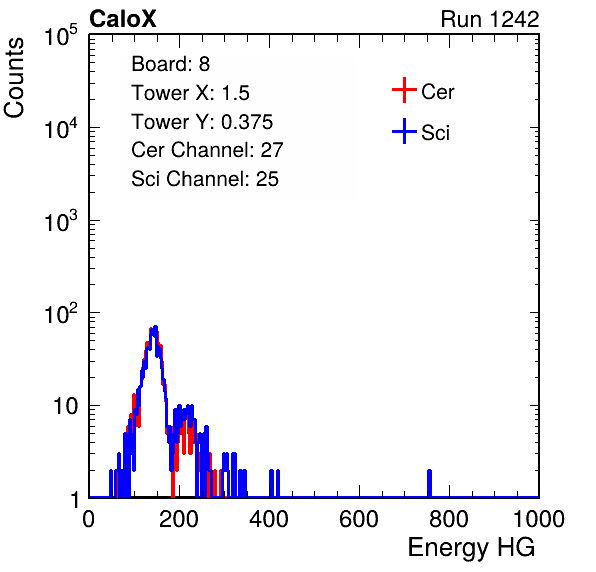 CaloX Run 1242
Board: 8
Tower X: 1.5
Tower Y: 0.375
Cer Channel: 27
Sci Channel: 25
Cer
Sci
Counts
10^5
10^4
10^3
10^2
10
1
0 200 400 600 800 1000
Energy HG